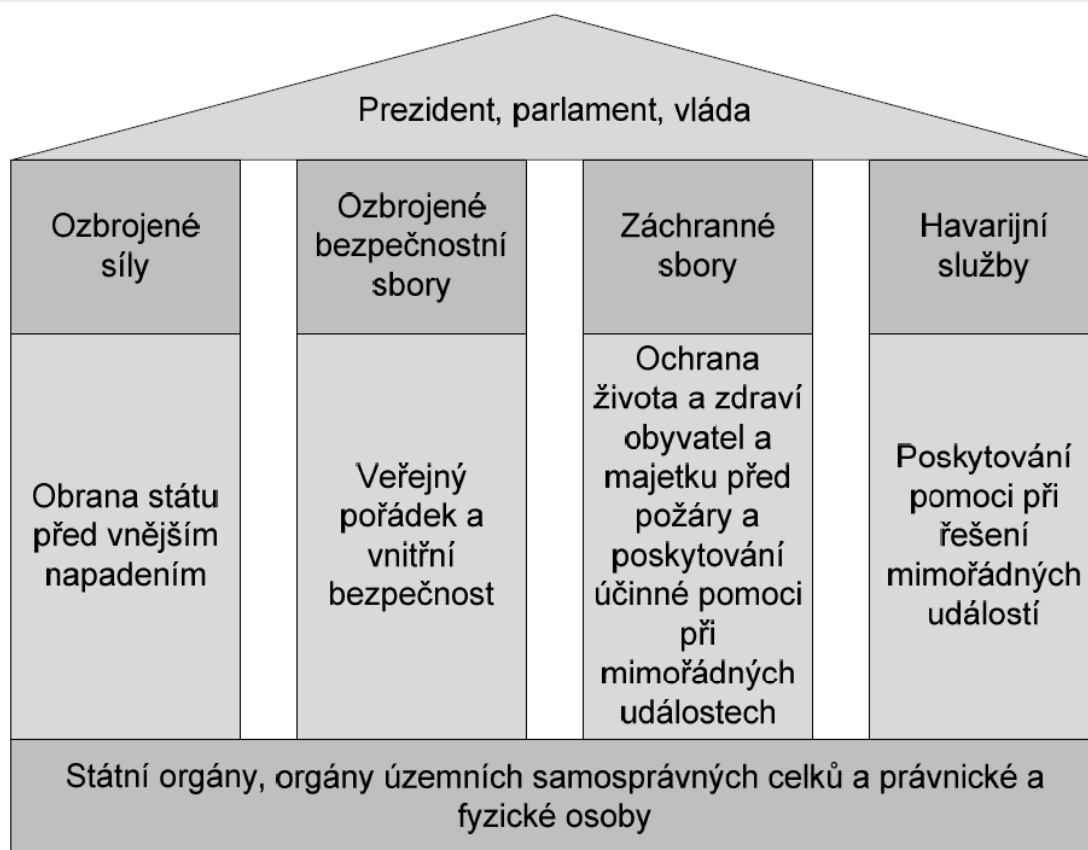 Prezident, parlament, vláda
Ozbrojené
síly
Ozbrojené
bezpečnostní
sbory
Záchranné
sbory
Havarijní
služby
Obrana státu
před vnějším
napadením
Veřejný
pořádek a
vnitřní
bezpečnost
Ochrana
života a zdraví
obyvatel a
majetku před
požáry a
poskytování
účinné pomoci
při
mimořádných
událostech
Poskytování
pomoci při
řešení
mimořádných
událostí
Státní orgány, orgány územních samosprávných celků a právnické a
fyzické osoby